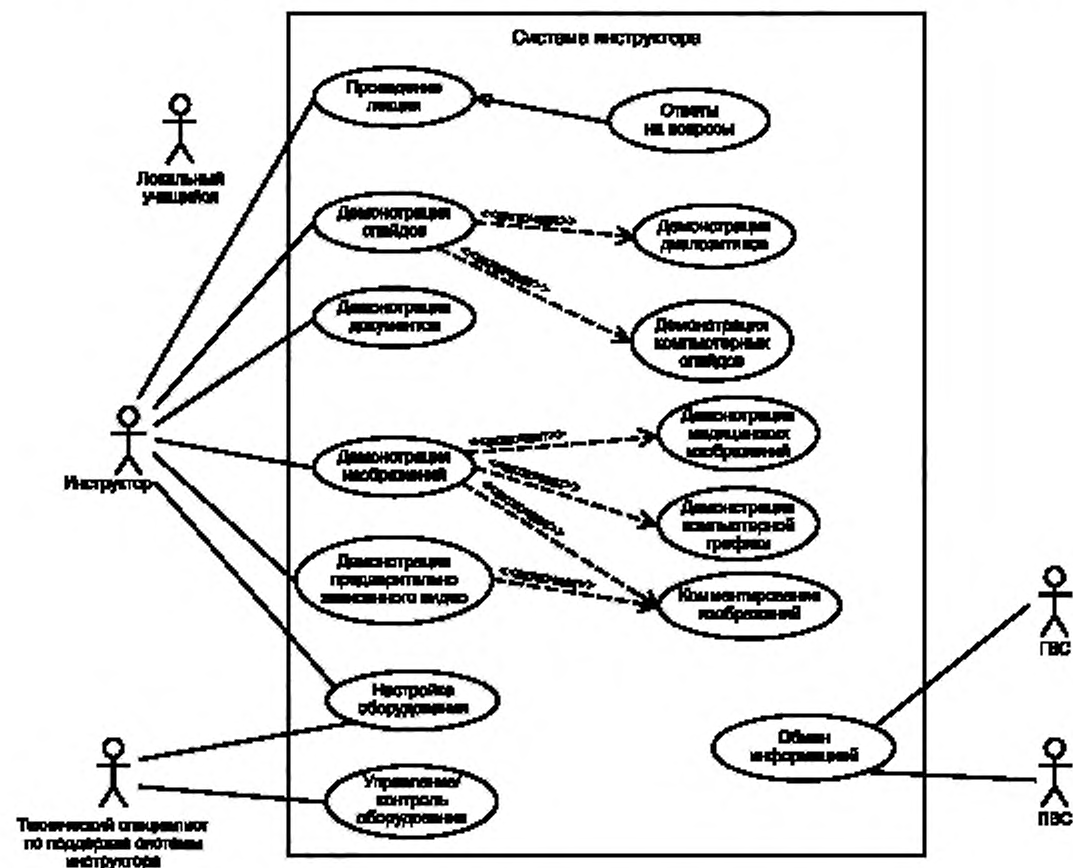 Система инструктора
Проведение
лекции
Ответы
на вопросы
Локальный
учащийся
Демонстрация
слайдов
Демонстрация
диапозитивов
Демонстрация
документов
Демонстрация
компьютерных
слайдов
Инструктор
Демонстрация
изображений
Демонстрация
медицинских
изображений
Демонстрация
компьютерной
графики
Демонстрация
предварительно
записанного видео
Комментирование
изображений
ГВС
Настройка
оборудования
Обмен
информацией
Управление/
контроль
оборудования
ПВС
Технический специалист
по поддержке системы
инструктора